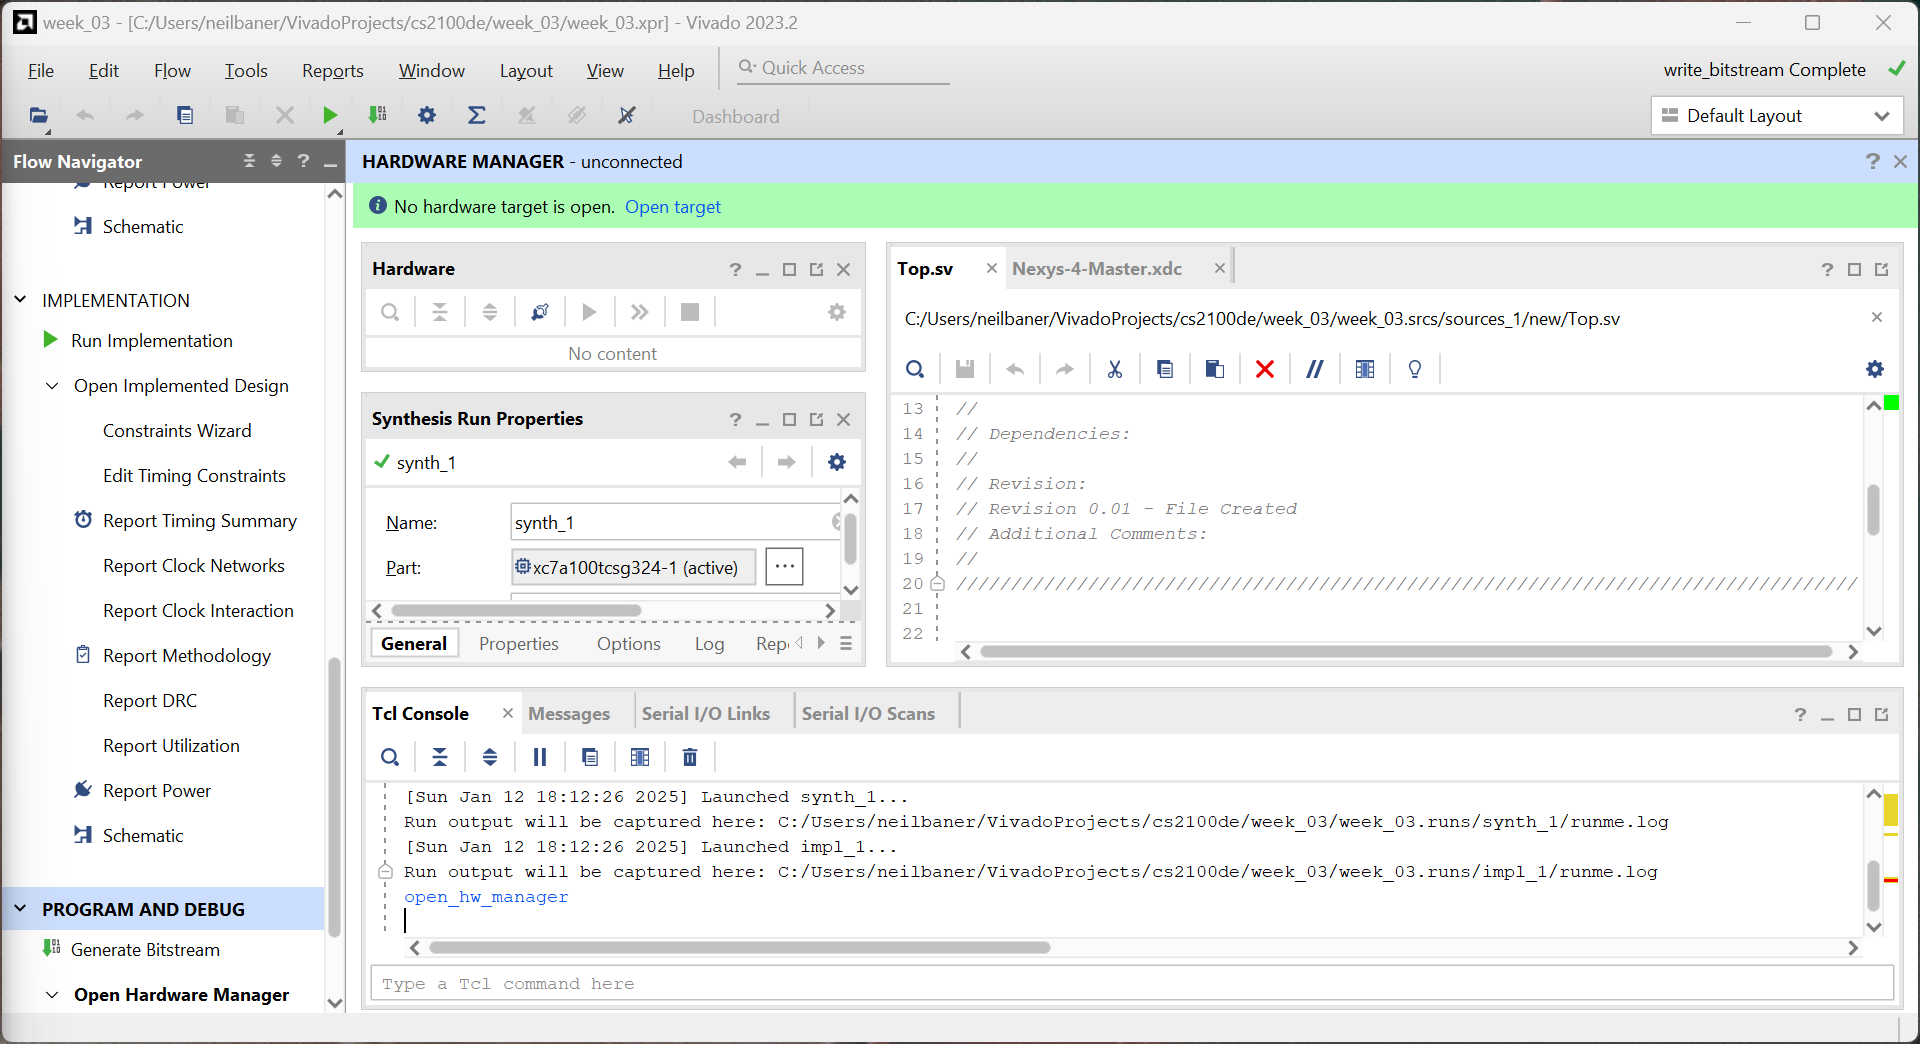 week_03 - [C:/Users/neilbaner/VivadoProjects/cs2100de/week_03/week_03.xpr] - Vivado 2023.2
File Edit Flow Tools Reports Window Layout View Help Quick Access
write_bitstream Complete
Dashboard
Default Layout
Flow Navigator
Report Power
Schematic
IMPLEMENTATION
Run Implementation
Open Implemented Design
Constraints Wizard
Edit Timing Constraints
Report Timing Summary
Report Clock Networks
Report Clock Interaction
Report Methodology
Report DRC
Report Utilization
Report Power
Schematic
PROGRAM AND DEBUG
Generate Bitstream
Open Hardware Manager
HARDWARE MANAGER - unconnected
No hardware target is open. Open target
Hardware
No content
Synthesis Run Properties
synth_1
Name: synth_1
Part: xc7a100tcsg324-1 (active) ...
General Properties Options Log Rep
Top.sv Nexys-4-Master.xdc
C:/Users/neilbaner/VivadoProjects/cs2100de/week_03/week_03.srcs/sources_1/new/Top.sv
13 //
14 // Dependencies:
15 //
16 // Revision:
17 // Revision 0.01 - File Created
18 // Additional Comments:
19 //
20 //////////////////////////////////////////////////////////////////////////////////
21
22
Tcl Console Messages Serial I/O Links Serial I/O Scans
[Sun Jan 12 18:12:26 2025] Launched synth_1...
Run output will be captured here: C:/Users/neilbaner/VivadoProjects/cs2100de/week_03/week_03.runs/synth_1/runme.log
[Sun Jan 12 18:12:26 2025] Launched impl_1...
Run output will be captured here: C:/Users/neilbaner/VivadoProjects/cs2100de/week_03/week_03.runs/impl_1/runme.log
open_hw_manager
Type a Tcl command here